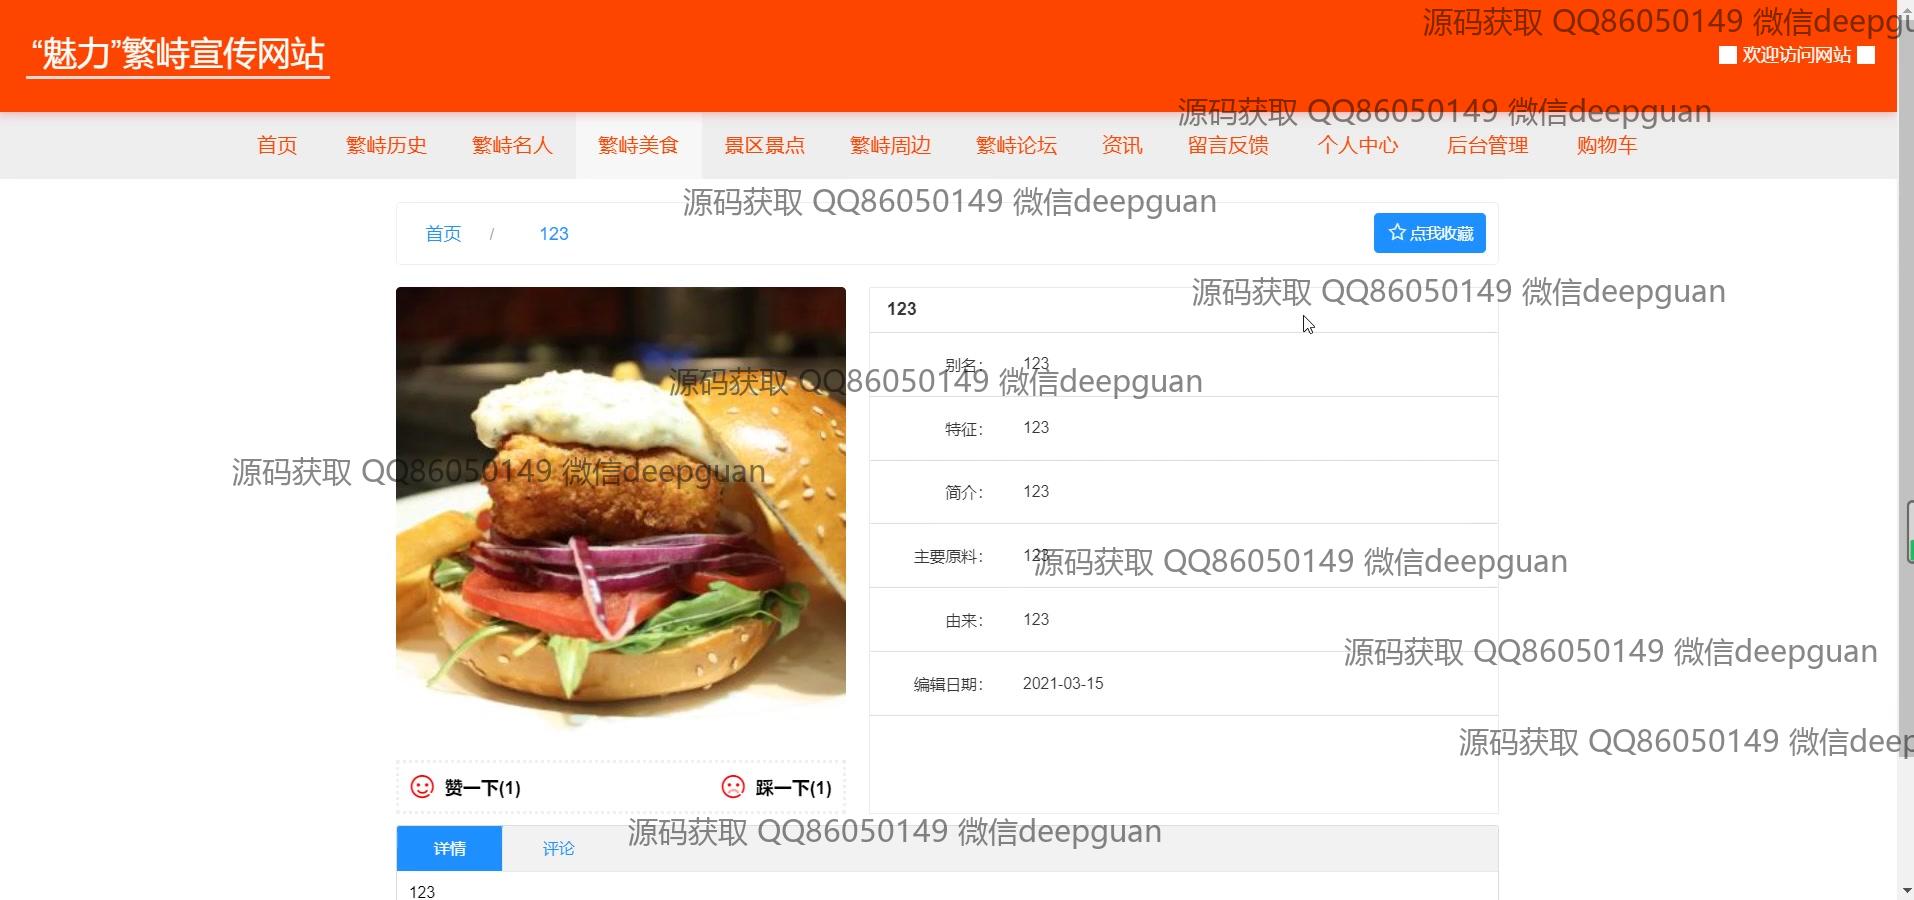 源码获取 QQ86050149 微信deepgu
“魅力”繁峙宣传网站
欢迎访问网站
源码获取 QQ86050149 微信deepguan
首页 繁峙历史 繁峙名人 繁峙美食 景区景点 繁峙周边 繁峙论坛 资讯 留言反馈 个人中心 后台管理 购物车
源码获取 QQ86050149 微信deepguan
首页 / 123
点我收藏
源码获取 QQ86050149 微信deepguan
123
别名: 123
源码获取 QQ86050149 微信deepguan
特征: 123
源码获取 QQ86050149 微信deepguan
简介: 123
主要原料: 123
源码获取 QQ86050149 微信deepguan
由来: 123
源码获取 QQ86050149 微信deepguan
编辑日期: 2021-03-15
源码获取 QQ86050149 微信deep
赞一下(1) 踩一下(1)
源码获取 QQ86050149 微信deepguan
详情 评论
123